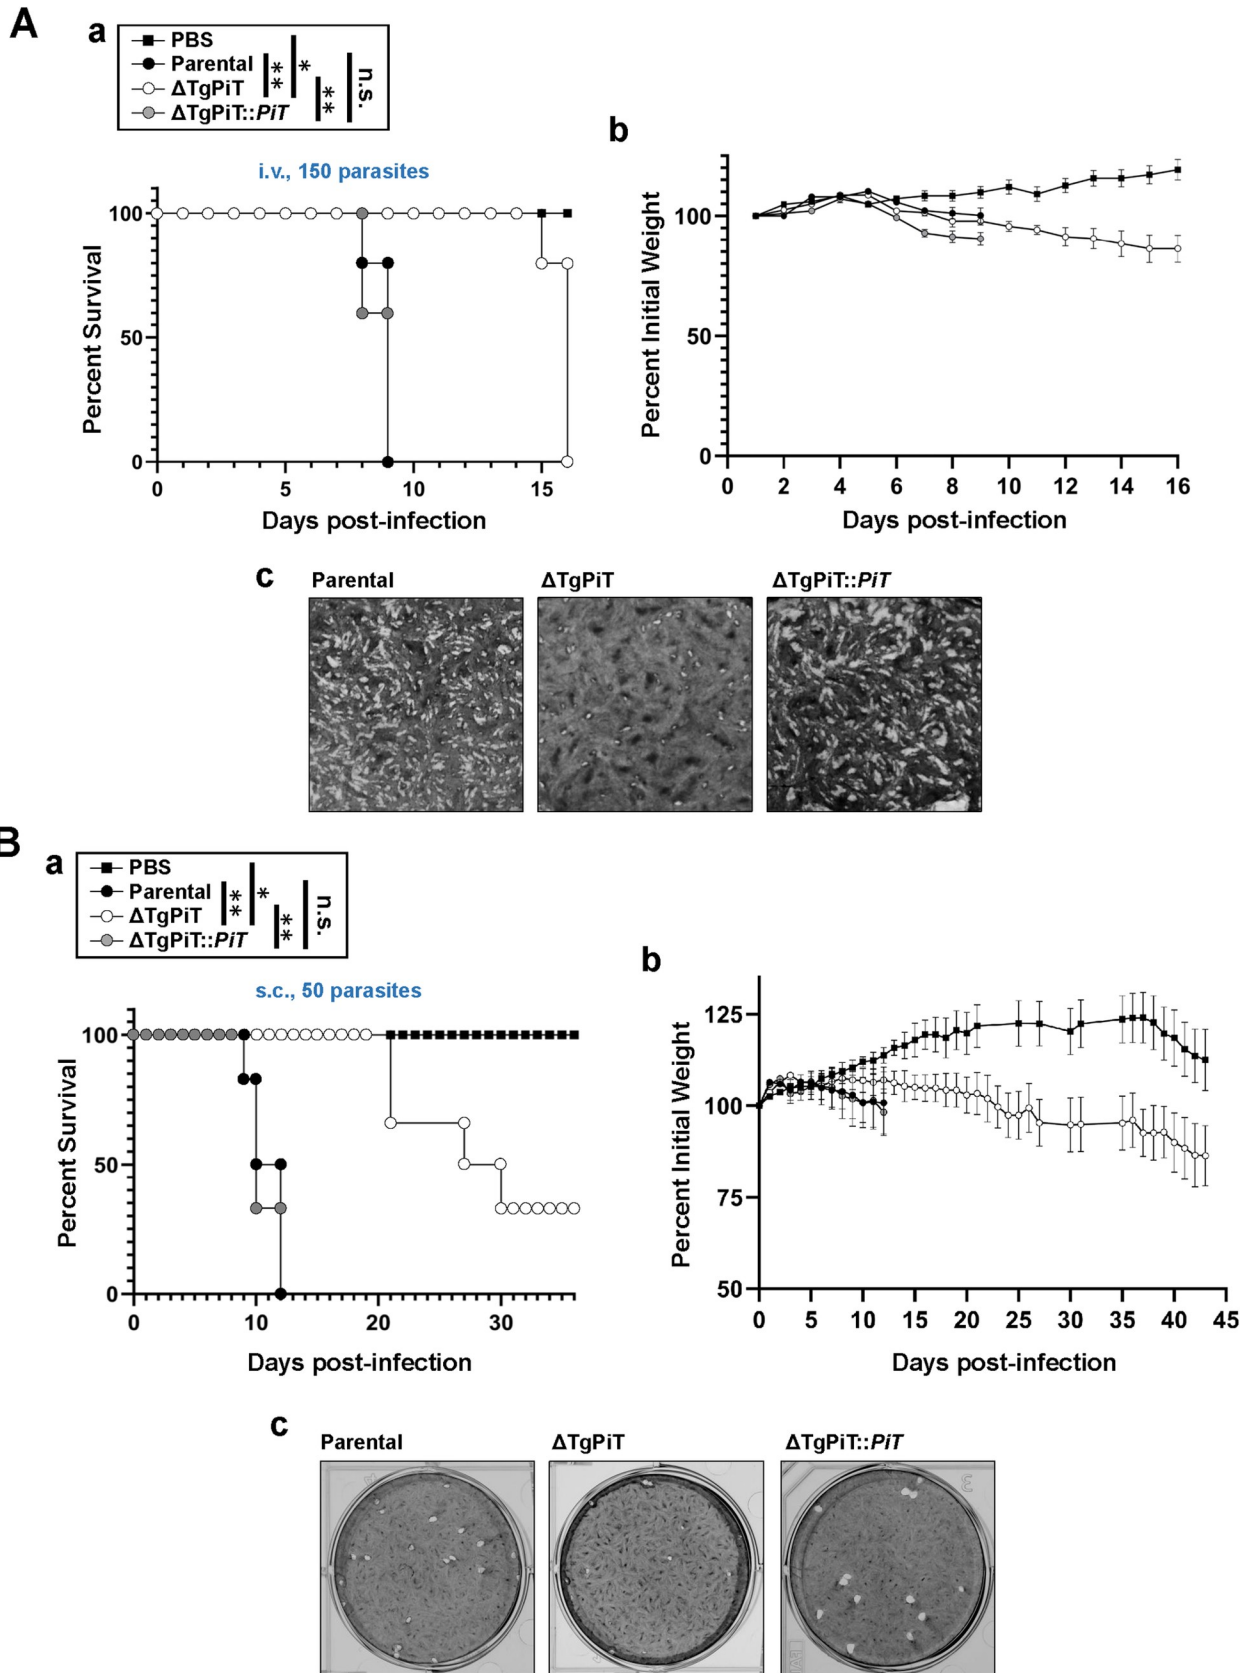 A
a
PBS
Parental
ΔTgPiT
ΔTgPiT::PiT
**
*
**
n.s.
i.v., 150 parasites
Percent Survival
100
50
0
0 5 10 15
Days post-infection
b
Percent Initial Weight
100
50
0
0 2 4 6 8 10 12 14 16
Days post-infection
c
Parental ΔTgPiT ΔTgPiT::PiT
B
a
PBS
Parental
ΔTgPiT
ΔTgPiT::PiT
**
*
**
n.s.
s.c., 50 parasites
Percent Survival
100
50
0
0 10 20 30
Days post-infection
b
Percent Initial Weight
125
100
75
50
0 5 10 15 20 25 30 35 40 45
Days post-infection
c
Parental ΔTgPiT ΔTgPiT::PiT